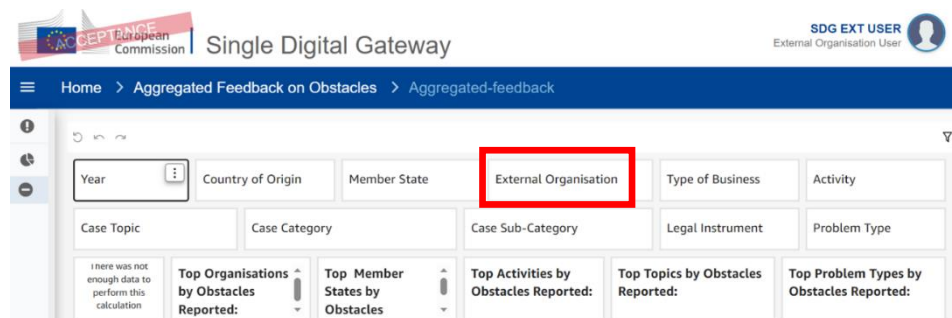 ACCEPTANCE
European
Commission
Single Digital Gateway
SDG EXT USER
External Organisation User
Home > Aggregated Feedback on Obstacles > Aggregated-feedback
Year
Country of Origin
Member State
External Organisation
Type of Business
Activity
Case Topic
Case Category
Case Sub-Category
Legal Instrument
Problem Type
There was not
enough data to
perform this
calculation
Top Organisations
by Obstacles
Reported:
Top Member
States by
Obstacles
Top Activities by
Obstacles Reported:
Top Topics by Obstacles
Reported:
Top Problem Types by
Obstacles Reported: